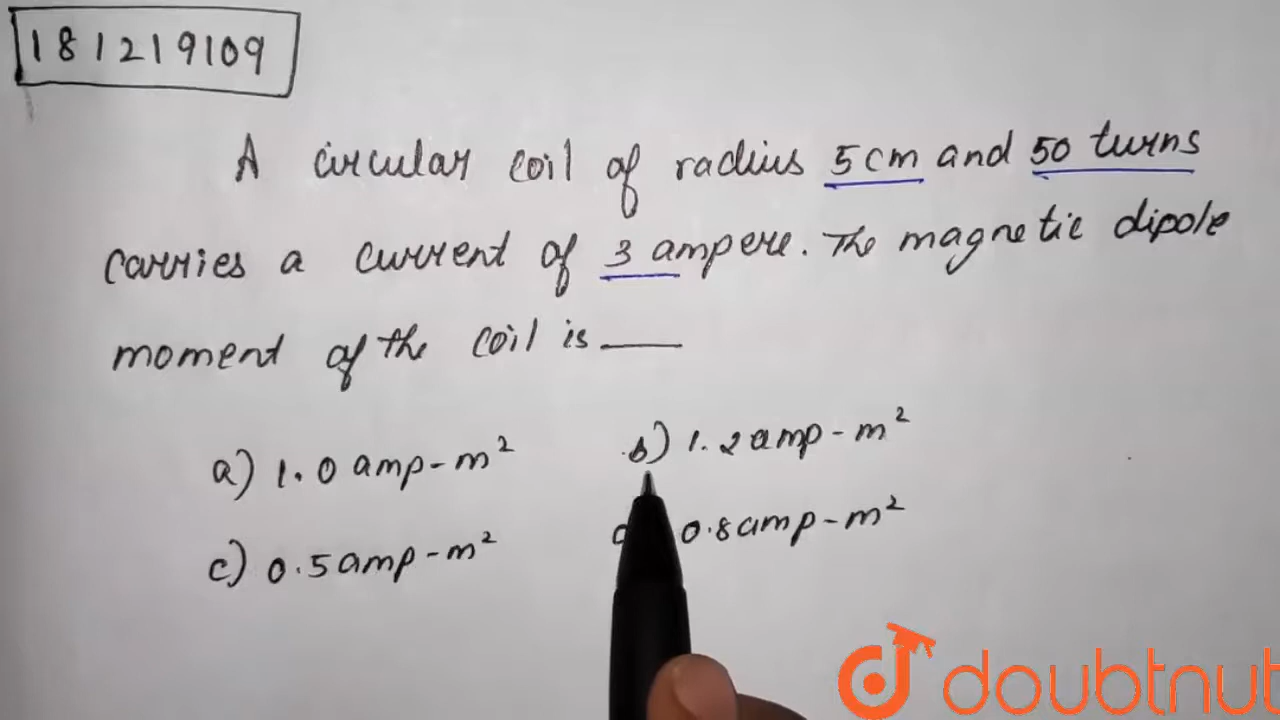 181219109
A circular coil of radius 5cm and 50 turns
carries a current of 3 ampere. The magnetic dipole
moment of the coil is ___
a) 1.0 amp-m² b) 1.2 amp-m²
c) 0.5 amp-m² 0.8 amp-m²
doubtnut